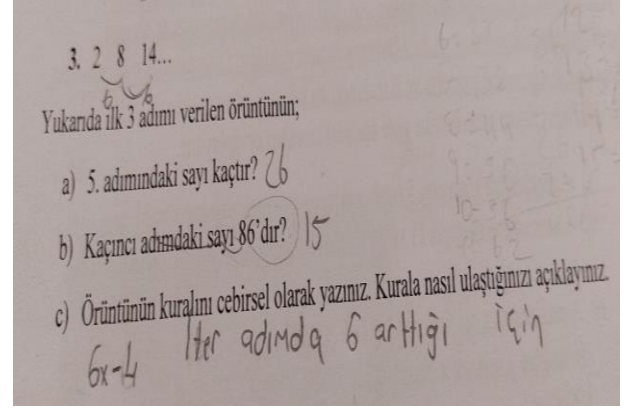 3. 2 8 14...
6 6
Yukarıda ilk 3 adımı verilen örüntünün;
a) 5. adımındaki sayı kaçtır? 26
b) Kaçıncı adımdaki sayı 86'dır? 15
c) Örüntünün kuralını cebirsel olarak yazınız. Kurala nasıl ulaştığınızı açıklayınız.
6x-4 Her adımda 6 arttığı için